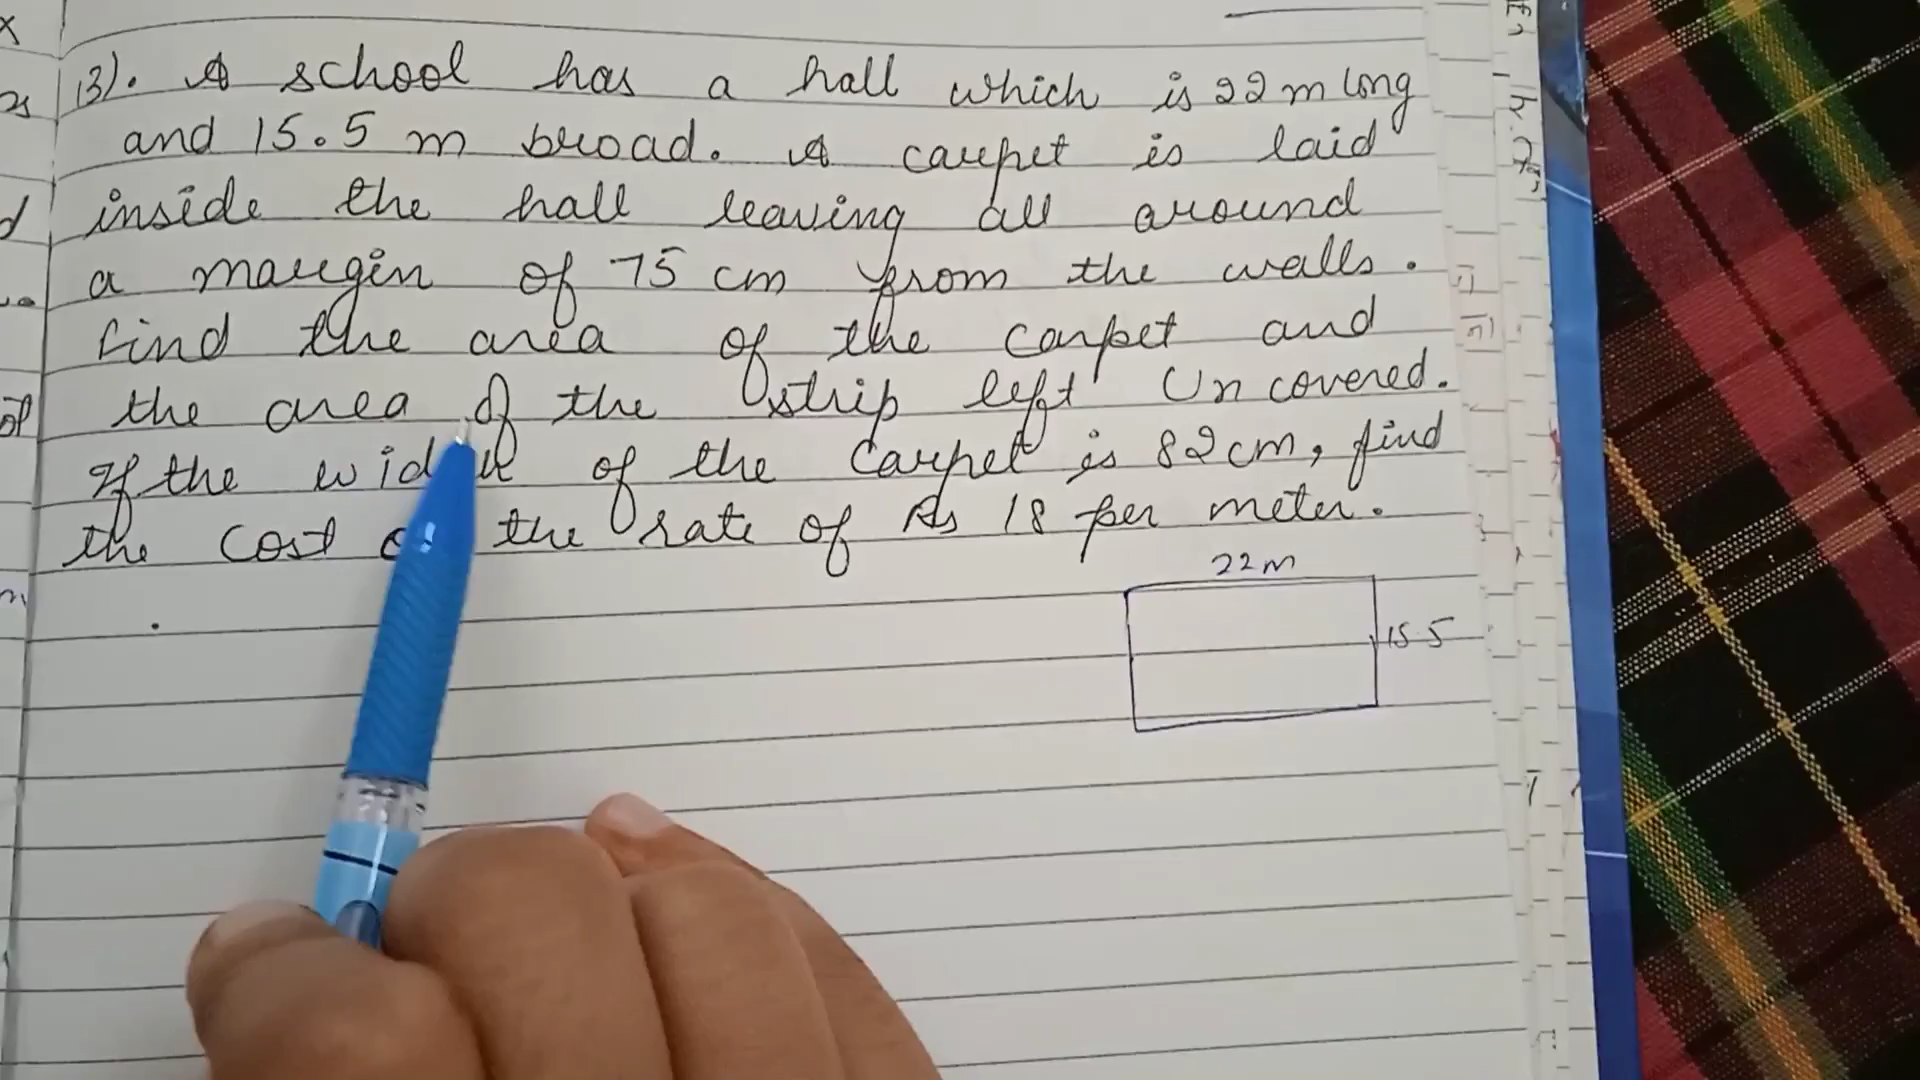 (3). A school has a hall which is 22 m long
and 15.5 m broad. A carpet is laid
inside the hall leaving all around
a margin of 75 cm from the walls.
find the area of the carpet and
the area of the strip left Uncovered.
If the width of the carpet is 82 cm, find
the cost the rate of Rs 18 per meter.
22m
15.5